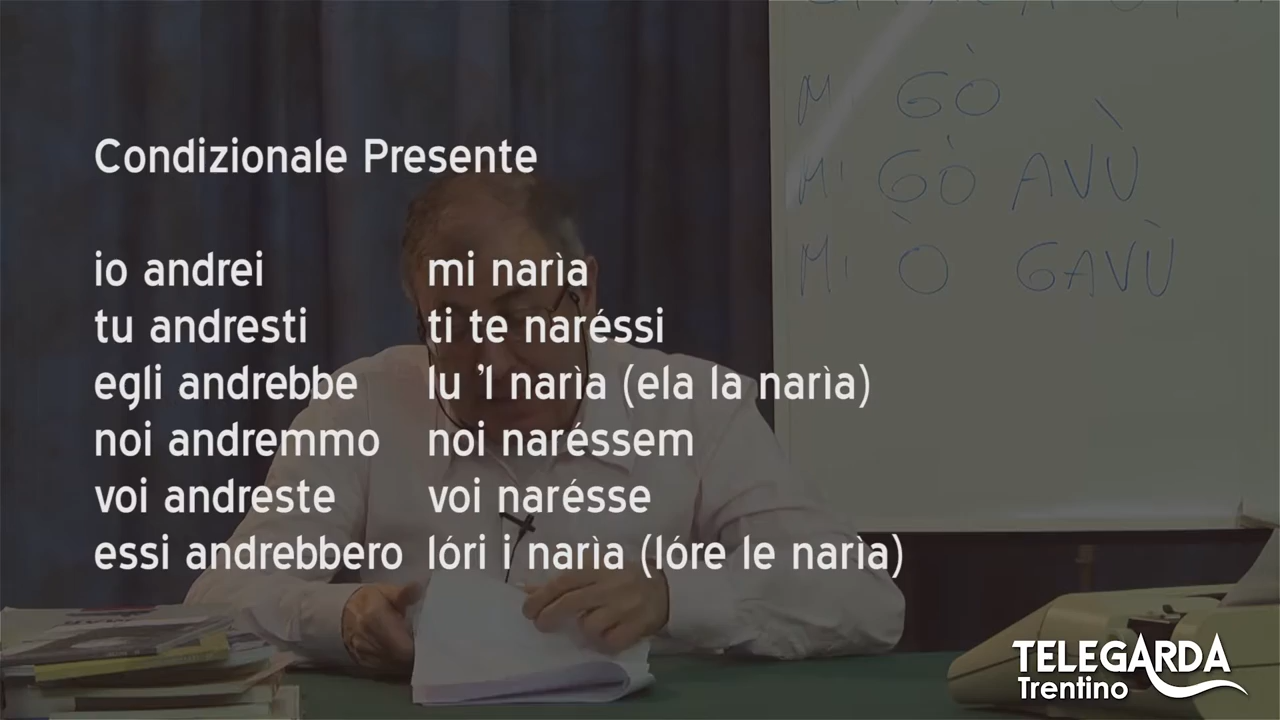 MI GÒ
MI GÒ AVÙ
MI Ò GAVÙ
Condizionale Presente
io andrei mi narìa
tu andresti ti te naréssi
egli andrebbe lu 'l narìa (ela la narìa)
noi andremmo noi naréssem
voi andreste voi narésse
essi andrebbero lóri i narìa (lóre le narìa)
TELEGARDA
Trentino